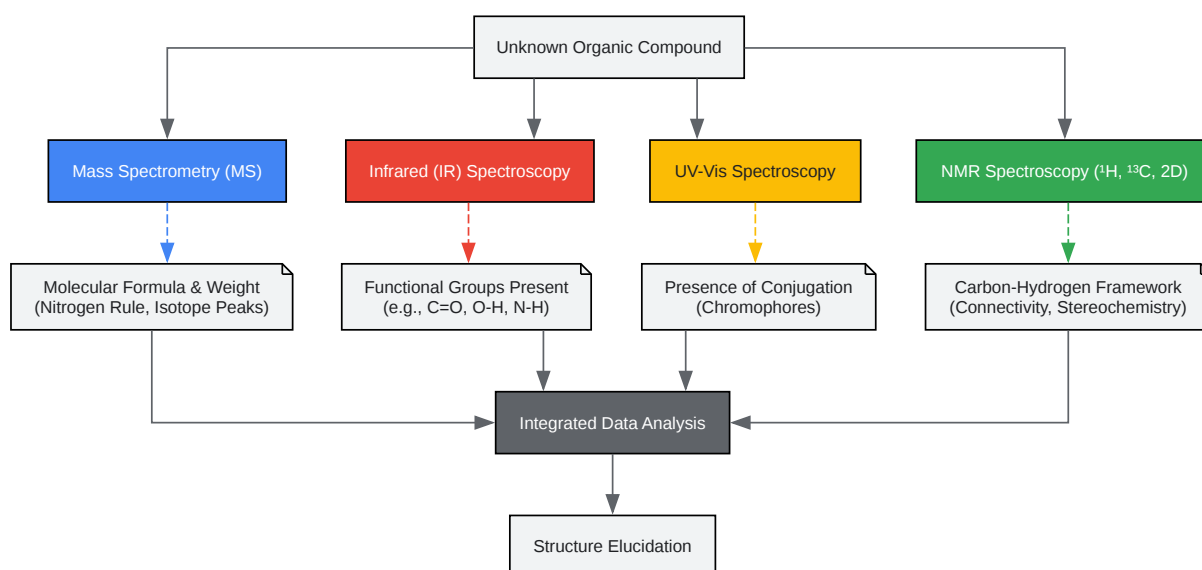 Unknown Organic Compound
Mass Spectrometry (MS)
Infrared (IR) Spectroscopy
UV-Vis Spectroscopy
NMR Spectroscopy (¹H, ¹³C, 2D)
Molecular Formula & Weight
(Nitrogen Rule, Isotope Peaks)
Functional Groups Present
(e.g., C=O, O-H, N-H)
Presence of Conjugation
(Chromophores)
Carbon-Hydrogen Framework
(Connectivity, Stereochemistry)
Integrated Data Analysis
Structure Elucidation